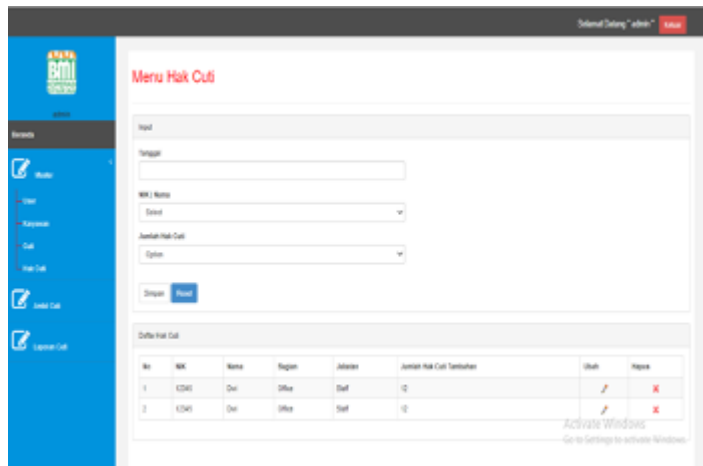 Selamat Datang " admin "
Keluar
BMI
admin
Beranda
Master
User
Karyawan
Cuti
Hak Cuti
Ambil Cuti
Laporan Cuti
Menu Hak Cuti
Input
Tanggal
NIK | Nama
Select
Jumlah Hak Cuti
Option
Simpan Reset
Daftar Hak Cuti
No NIK Nama Bagian Jabatan Jumlah Hak Cuti Tambahan Ubah Hapus
1 12345 Dwi Office Staff 12
2 12345 Dwi Office Staff 12
Activate Windows
Go to Settings to activate Windows.